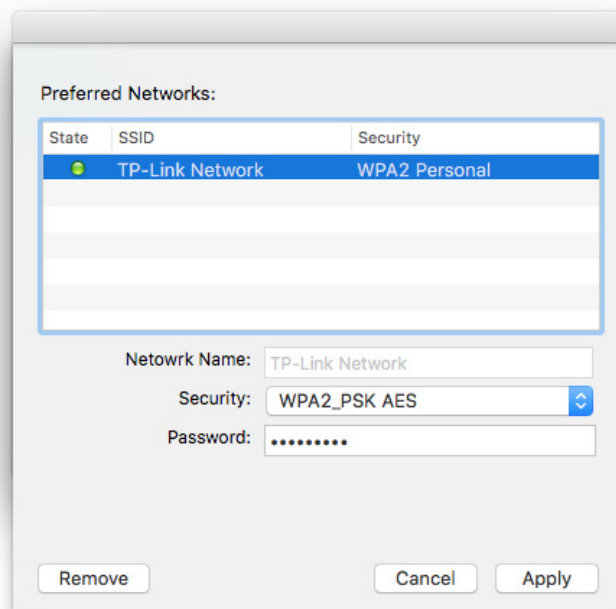 Preferred Networks:
State SSID Security
TP-Link Network WPA2 Personal
Netowrk Name: TP-Link Network
Security: WPA2_PSK AES
Password: •••••••••
Remove Cancel Apply